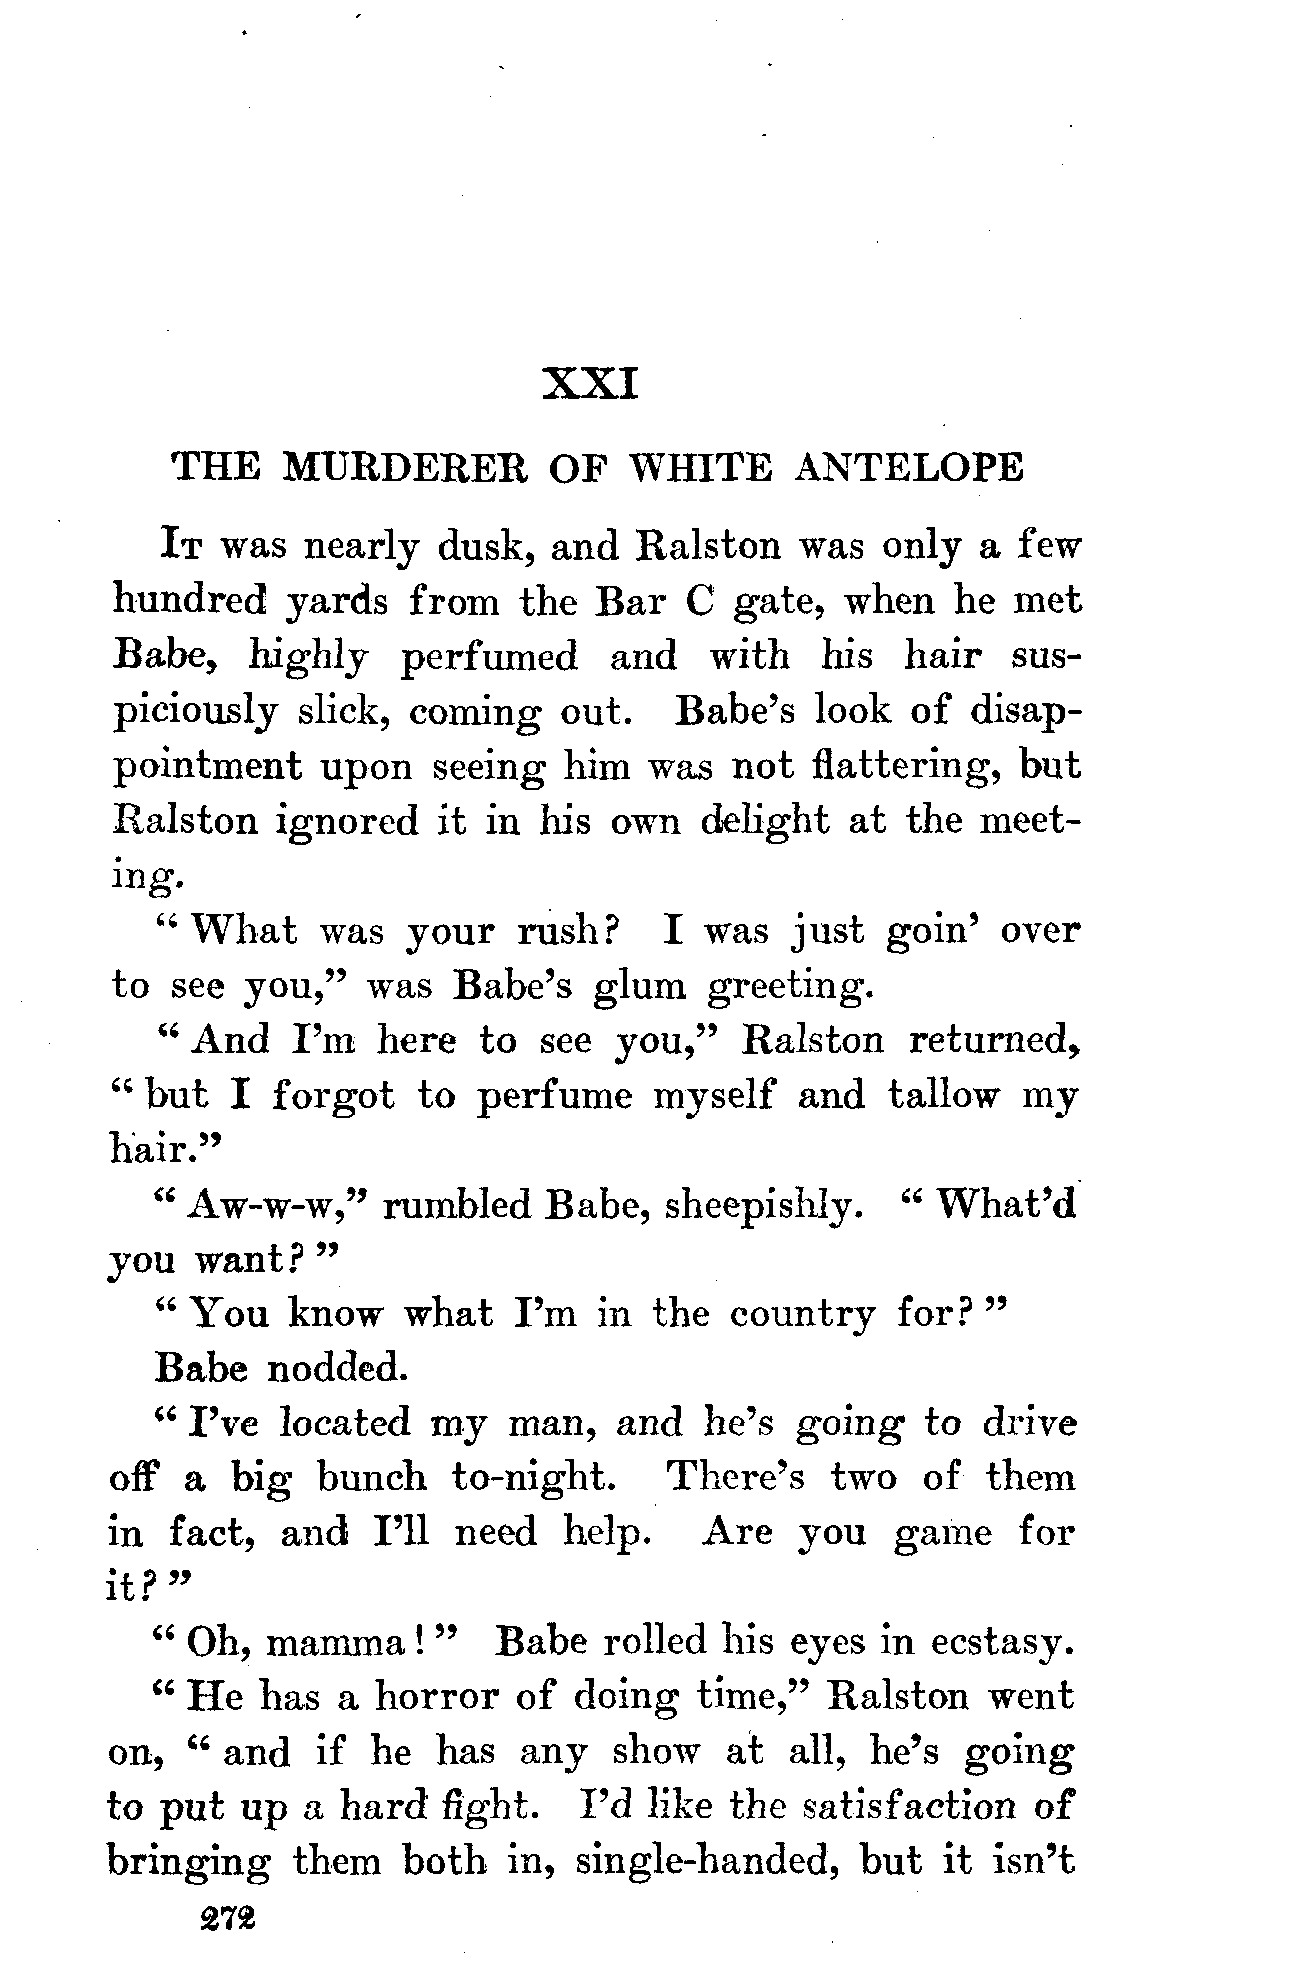 XXI
THE MURDERER OF WHITE ANTELOPE
IT was nearly dusk, and Ralston was only a few
hundred yards from the Bar C gate, when he met
Babe, highly perfumed and with his hair sus-
piciously slick, coming out. Babe's look of disap-
pointment upon seeing him was not flattering, but
Ralston ignored it in his own delight at the meet-
ing.
“ What was your rush? I was just goin' over
to see you,” was Babe's glum greeting.
“ And I'm here to see you,” Ralston returned,
“ but I forgot to perfume myself and tallow my
hair.”
“ Aw-w-w,” rumbled Babe, sheepishly. “ What'd
you want? ”
“ You know what I'm in the country for? ”
Babe nodded.
“ I've located my man, and he's going to drive
off a big bunch to-night. There's two of them
in fact, and I'll need help. Are you game for
it? ”
“ Oh, mamma! ” Babe rolled his eyes in ecstasy.
“ He has a horror of doing time,” Ralston went
on, “ and if he has any show at all, he's going
to put up a hard fight. I'd like the satisfaction of
bringing them both in, single-handed, but it isn't
272